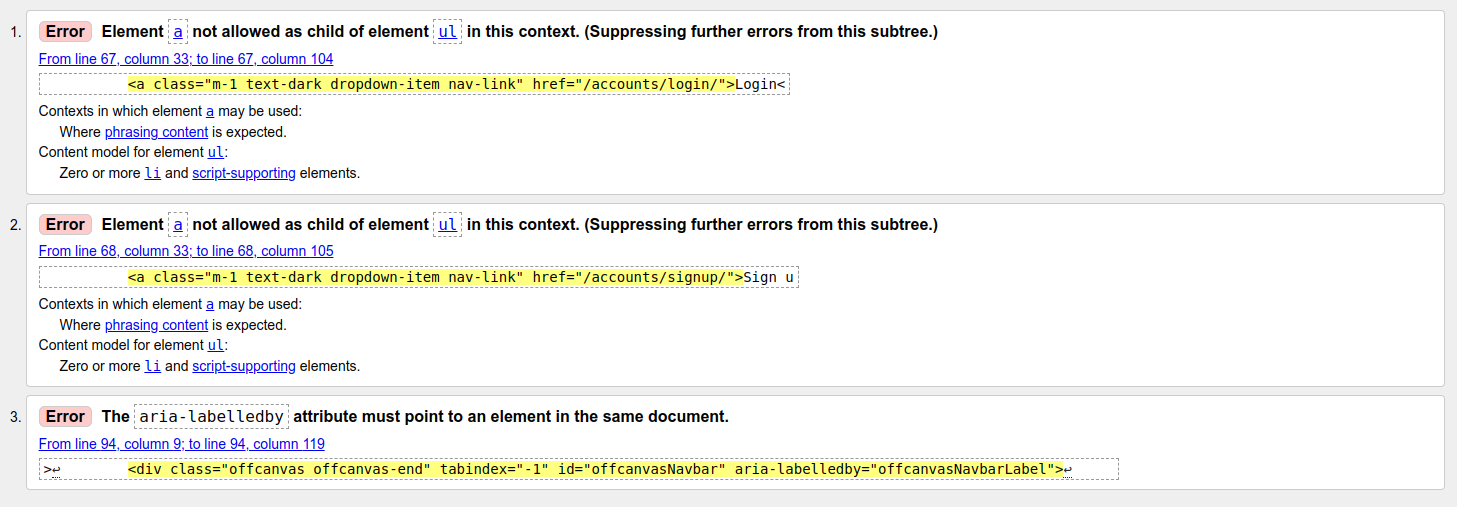 1. Error Element a not allowed as child of element ul in this context. (Suppressing further errors from this subtree.)
From line 67, column 33; to line 67, column 104
<a class="m-1 text-dark dropdown-item nav-link" href="/accounts/login/">Login<
Contexts in which element a may be used:
Where phrasing content is expected.
Content model for element ul:
Zero or more li and script-supporting elements.
2. Error Element a not allowed as child of element ul in this context. (Suppressing further errors from this subtree.)
From line 68, column 33; to line 68, column 105
<a class="m-1 text-dark dropdown-item nav-link" href="/accounts/signup/">Sign u
Contexts in which element a may be used:
Where phrasing content is expected.
Content model for element ul:
Zero or more li and script-supporting elements.
3. Error The aria-labelledby attribute must point to an element in the same document.
From line 94, column 9; to line 94, column 119
>↩ <div class="offcanvas offcanvas-end" tabindex="-1" id="offcanvasNavbar" aria-labelledby="offcanvasNavbarLabel">↩